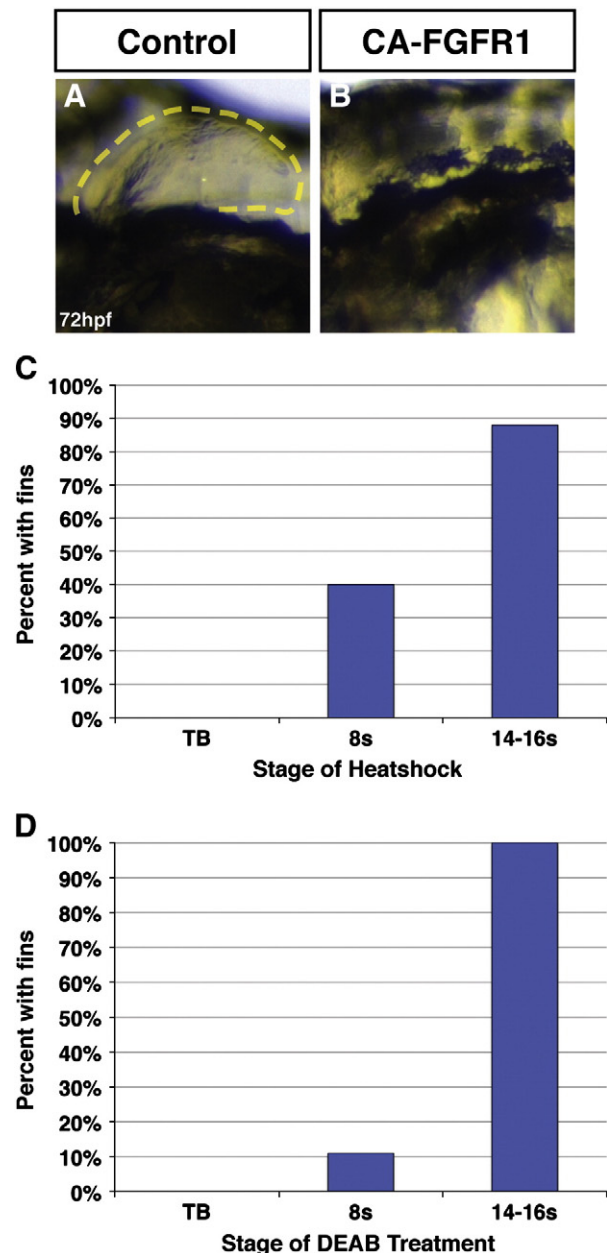 Control
CA-FGFR1
A
B
72hpf
C
100%
90%
80%
70%
60%
50%
40%
30%
20%
10%
0%
Percent with fins
TB
8s
14-16s
Stage of Heatshock
D
100%
90%
80%
70%
60%
50%
40%
30%
20%
10%
0%
Percent with fins
TB
8s
14-16s
Stage of DEAB Treatment